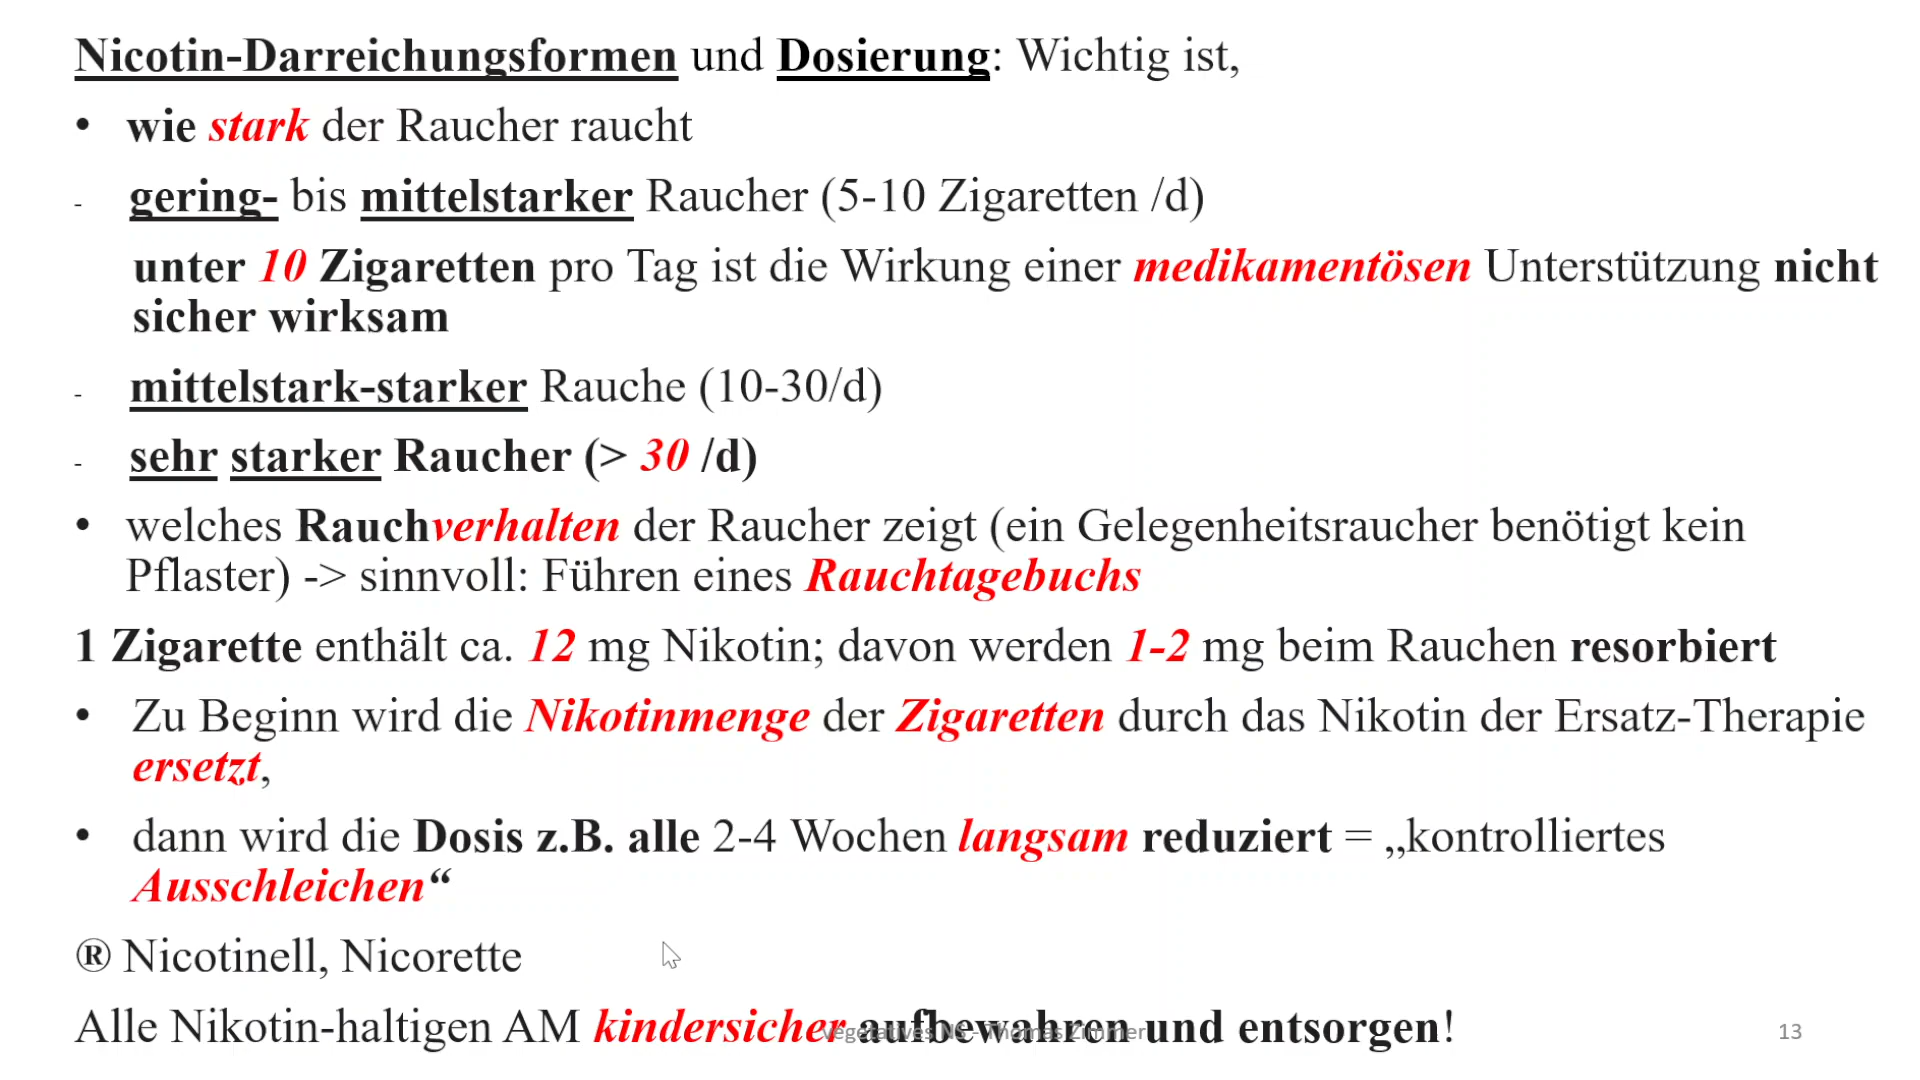 Nicotin-Darreichungsformen und Dosierung: Wichtig ist,
• wie stark der Raucher raucht
- gering- bis mittelstarker Raucher (5-10 Zigaretten /d)
unter 10 Zigaretten pro Tag ist die Wirkung einer medikamentösen Unterstützung nicht
sicher wirksam
- mittelstark-starker Rauche (10-30/d)
- sehr starker Raucher (> 30 /d)
• welches Rauchverhalten der Raucher zeigt (ein Gelegenheitsraucher benötigt kein
Pflaster) -> sinnvoll: Führen eines Rauchtagebuchs
1 Zigarette enthält ca. 12 mg Nikotin; davon werden 1-2 mg beim Rauchen resorbiert
• Zu Beginn wird die Nikotinmenge der Zigaretten durch das Nikotin der Ersatz-Therapie
ersetzt,
• dann wird die Dosis z.B. alle 2-4 Wochen langsam reduziert = „kontrolliertes
Ausschleichen“
® Nicotinell, Nicorette
Alle Nikotin-haltigen AM kindersicher aufbewahren und entsorgen!
vegetatives NS - Thomas Zimmer
13